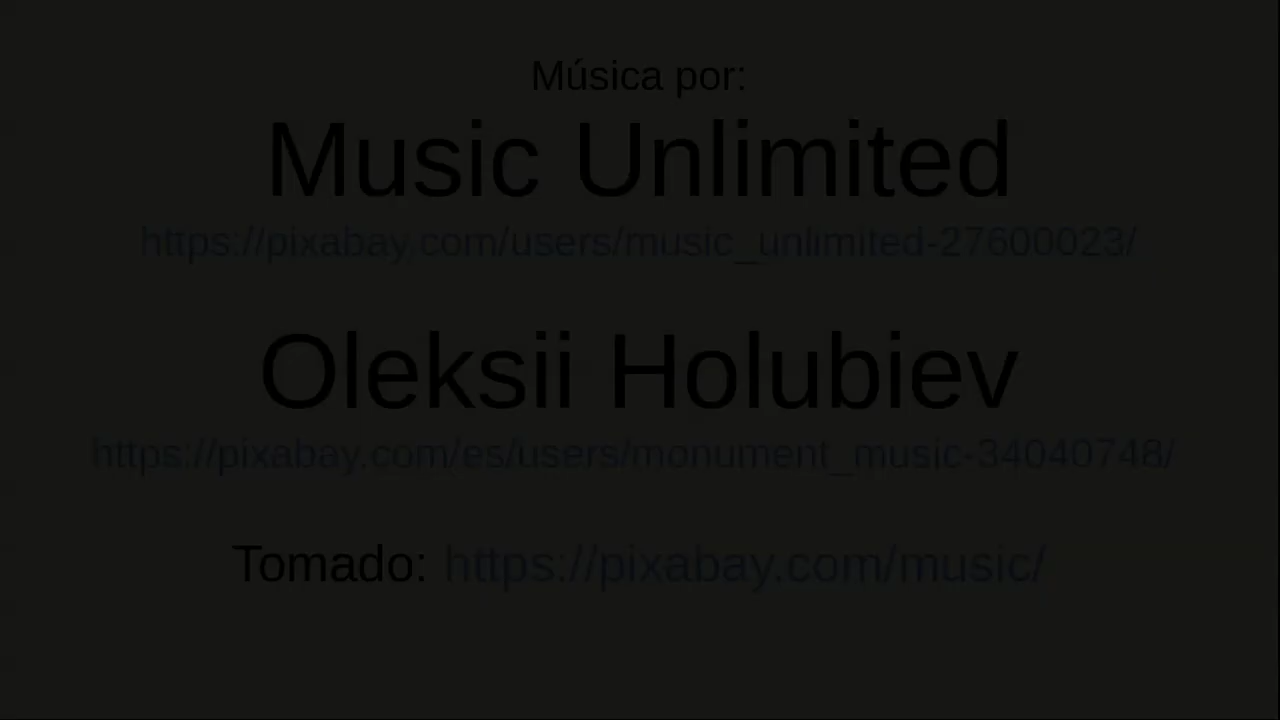 Música por:
Music Unlimited
https://pixabay.com/users/music_unlimited-27600023/
Oleksii Holubiev
https://pixabay.com/es/users/monument_music-34040748/
Tomado: https://pixabay.com/music/